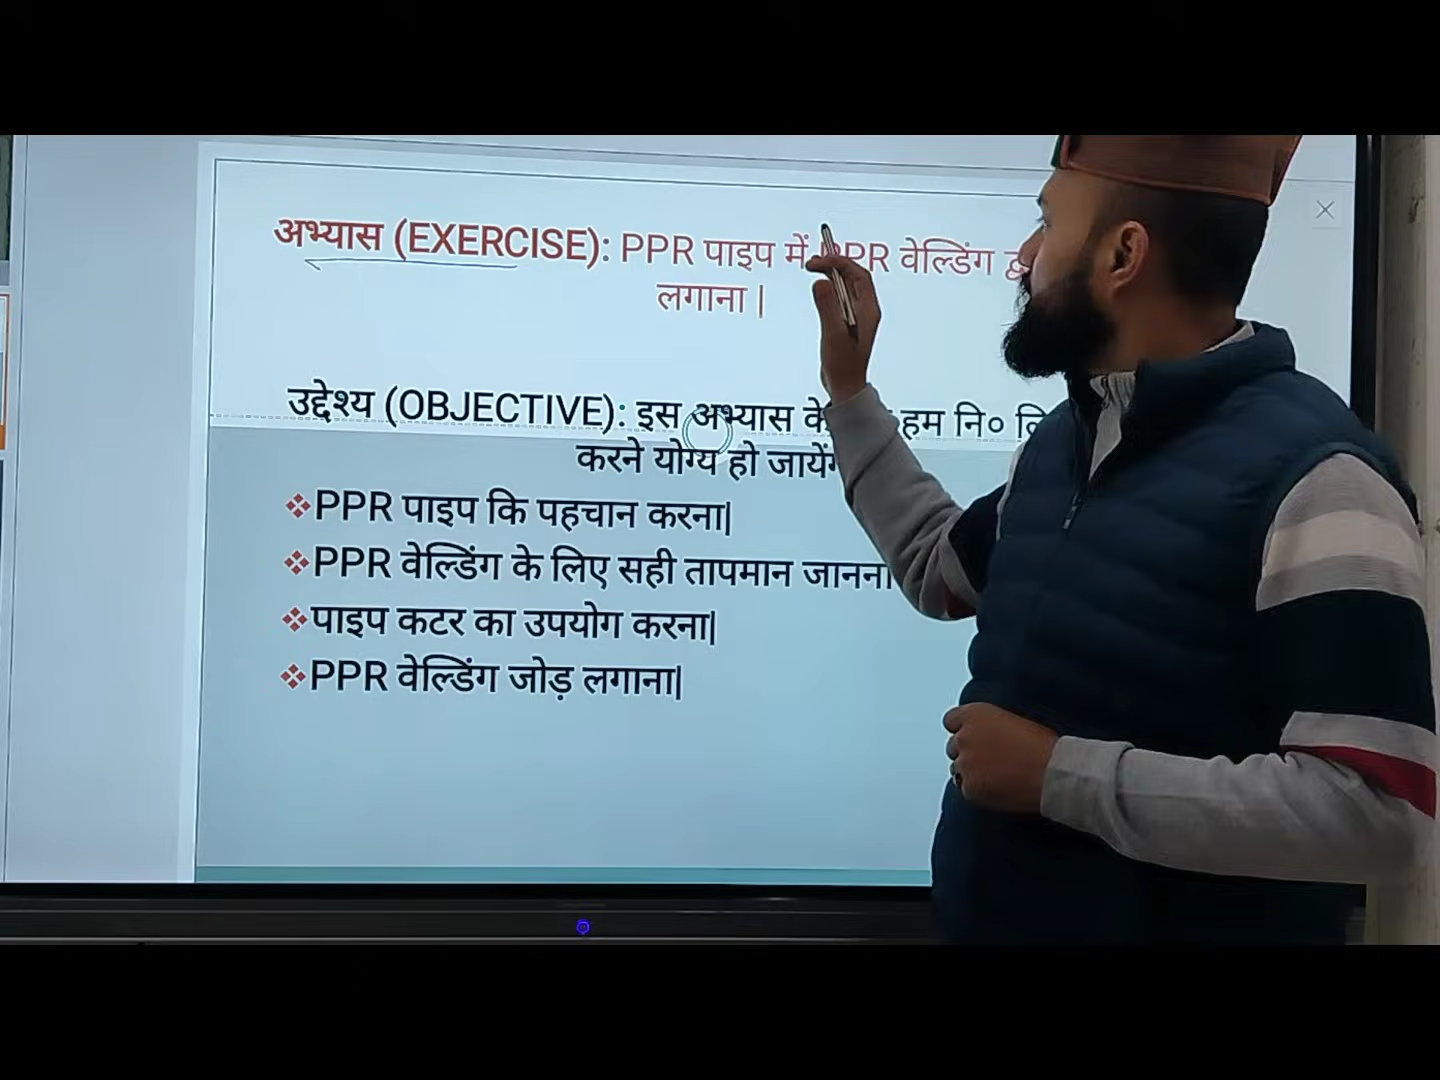 अभ्यास (EXERCISE): PPR पाइप में PPR वेल्डिंग
लगाना |
उद्देश्य (OBJECTIVE): इस अभ्यास के हम नि०
करने योग्य हो जायेंगे
❖PPR पाइप कि पहचान करना|
❖PPR वेल्डिंग के लिए सही तापमान जानना
❖पाइप कटर का उपयोग करना|
❖PPR वेल्डिंग जोड़ लगाना|